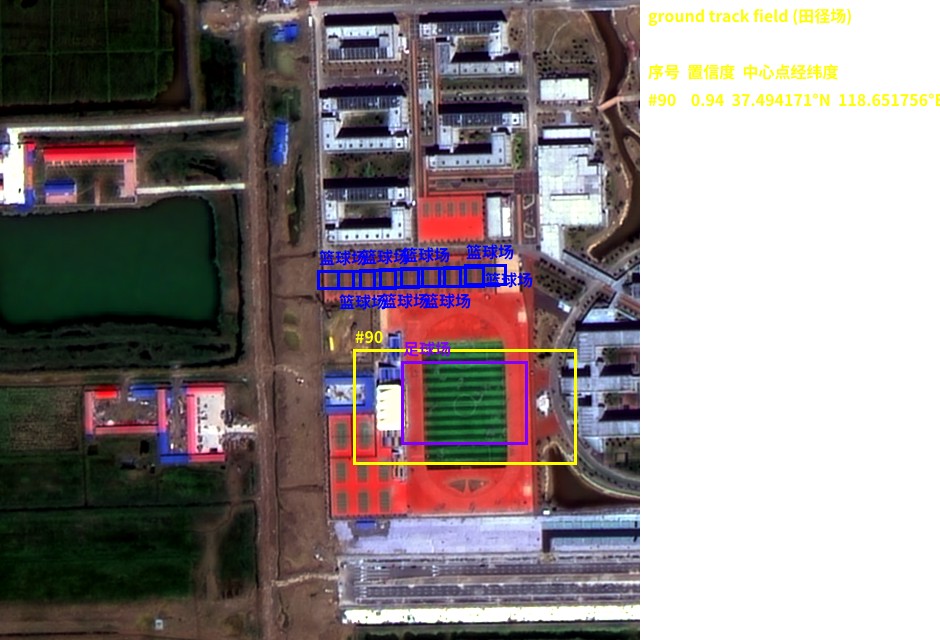 ground track field (田径场)
序号 置信度 中心点经纬度
#90 0.94 37.494171°N 118.651756°E
篮球场 篮球场 篮球场 篮球场
篮球场
篮球场 篮球场 篮球场
#90
足球场